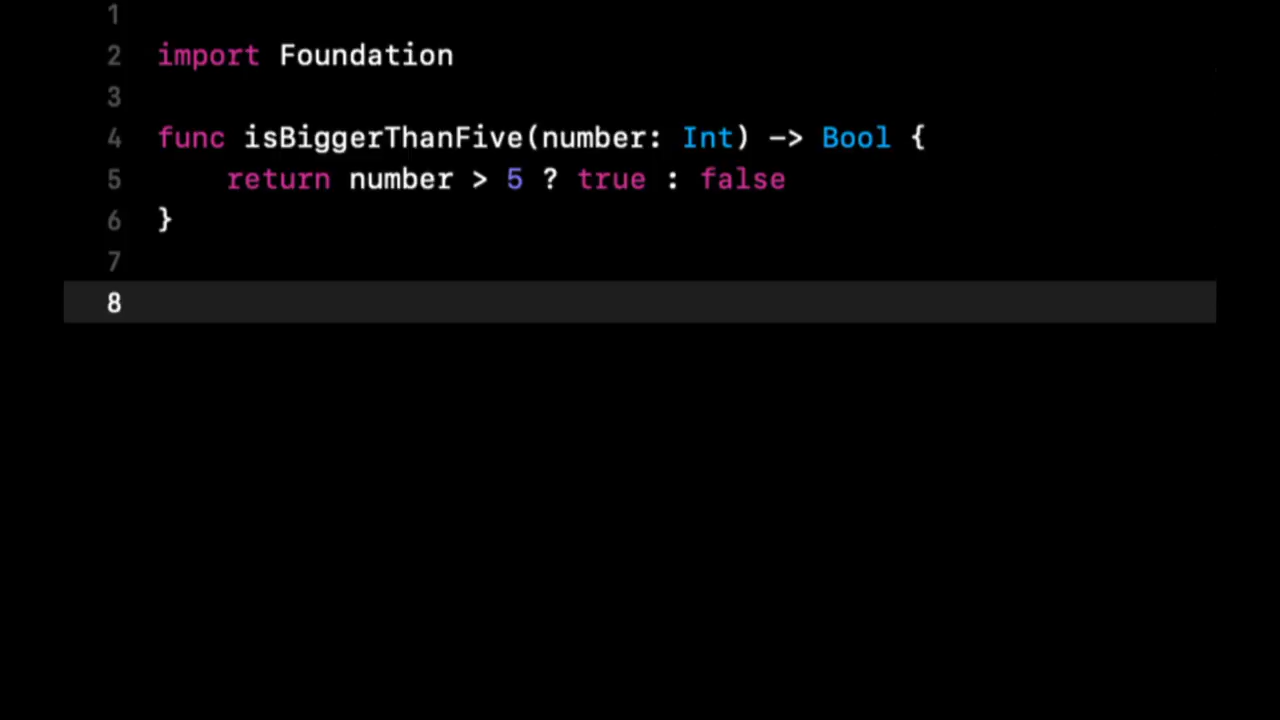 1
2 import Foundation
3
4 func isBiggerThanFive(number: Int) -> Bool {
5     return number > 5 ? true : false
6 }
7
8